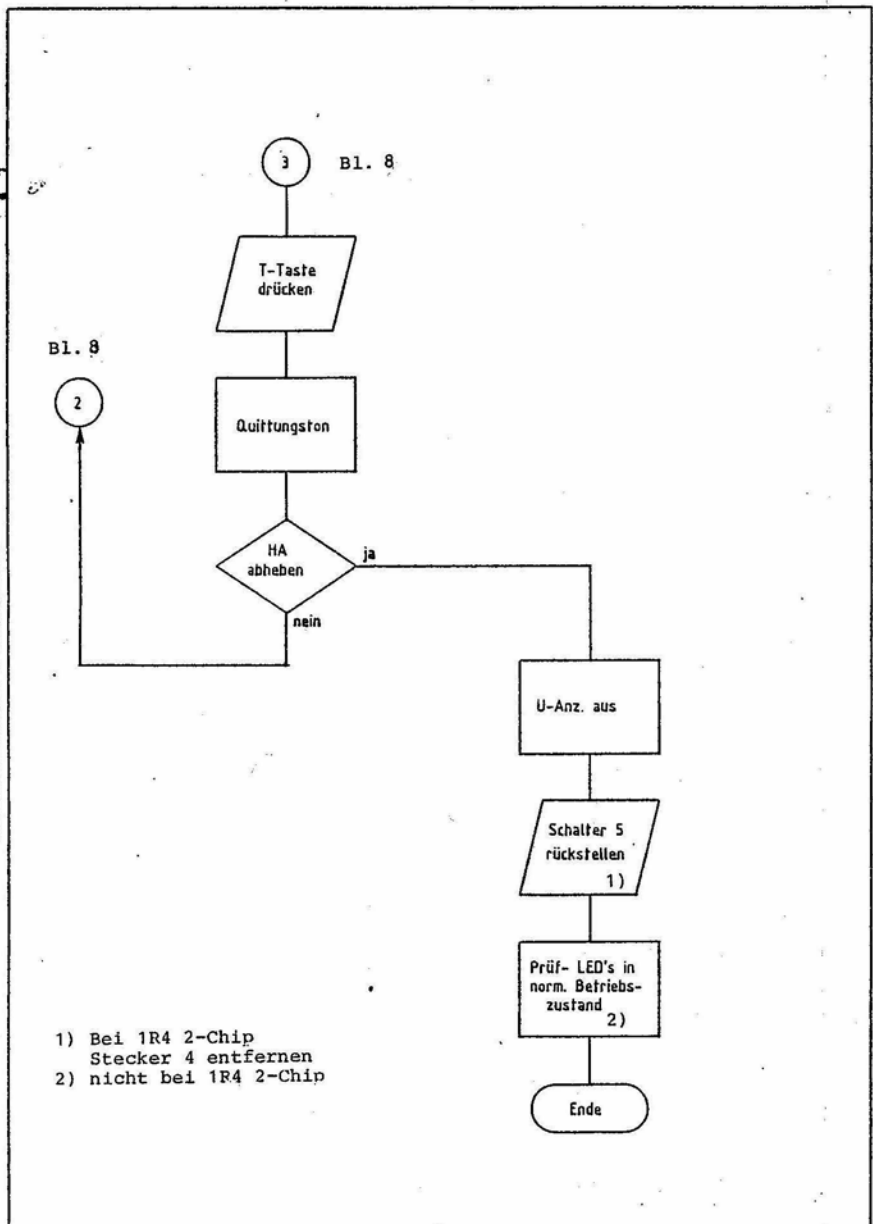 3 Bl. 8
T-Taste
drücken
Bl. 8
2
Quittungston
HA
abheben
ja
nein
U-Anz. aus
Schalter 5
rückstellen
1)
Prüf- LED's in
norm. Betriebs-
zustand
2)
1) Bei 1R4 2-Chip
Stecker 4 entfernen
2) nicht bei 1R4 2-Chip
Ende